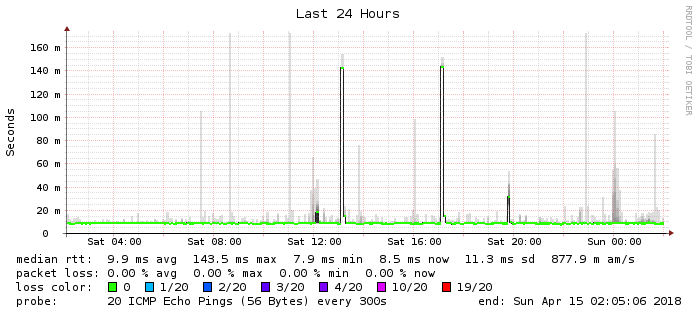 Last 24 Hours
RRDTOOL / TOBI OETIKER
Seconds
160 m
140 m
120 m
100 m
80 m
60 m
40 m
20 m
0
Sat 04:00 Sat 08:00 Sat 12:00 Sat 16:00 Sat 20:00 Sun 00:00
median rtt: 9.9 ms avg 143.5 ms max 7.9 ms min 8.5 ms now 11.3 ms sd 877.9 m am/s
packet loss: 0.00 % avg 0.00 % max 0.00 % min 0.00 % now
loss color: 0 1/20 2/20 3/20 4/20 10/20 19/20
probe: 20 ICMP Echo Pings (56 Bytes) every 300s end: Sun Apr 15 02:05:06 2018